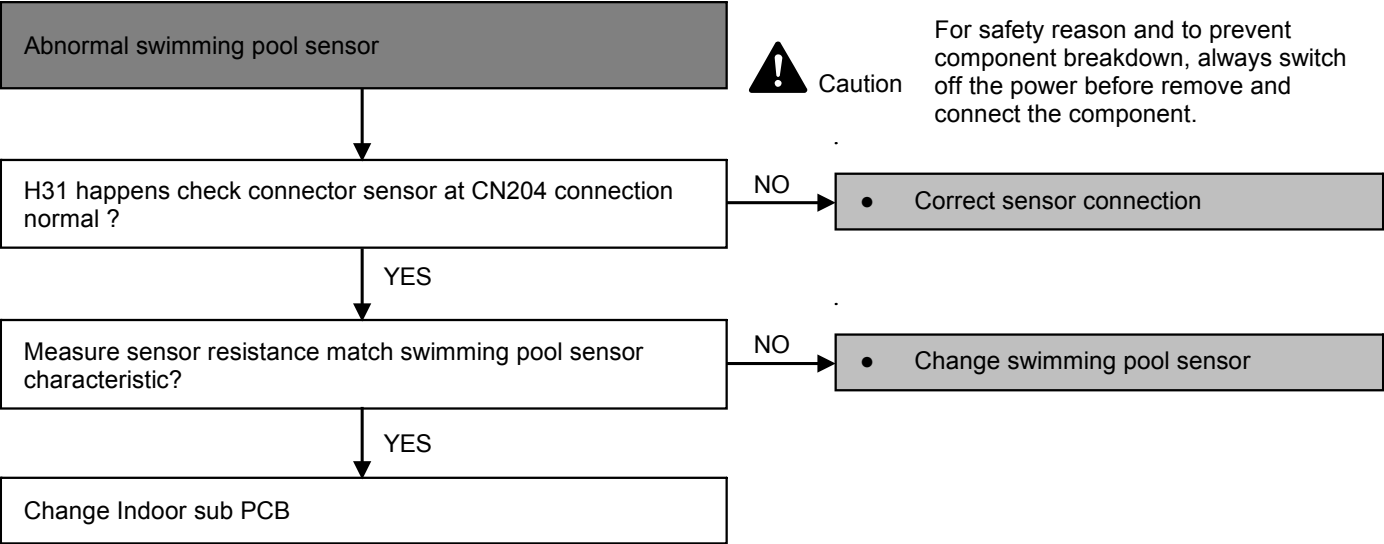 Abnormal swimming pool sensor
Caution
For safety reason and to prevent
component breakdown, always switch
off the power before remove and
connect the component.
.
H31 happens check connector sensor at CN204 connection
normal ?
NO
● Correct sensor connection
YES
.
Measure sensor resistance match swimming pool sensor
characteristic?
NO
● Change swimming pool sensor
YES
Change Indoor sub PCB